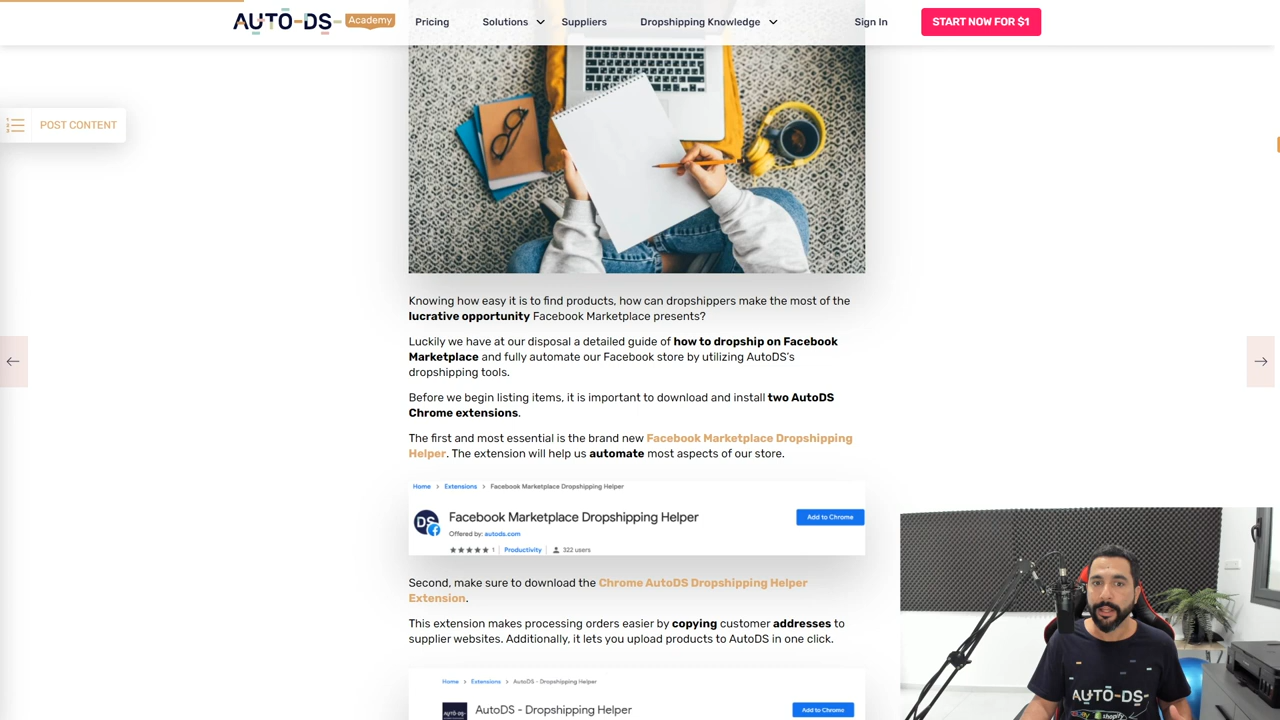 AUTO-DS- Academy
Pricing
Solutions
Suppliers
Dropshipping Knowledge
Sign In
START NOW FOR $1
POST CONTENT
Knowing how easy it is to find products, how can dropshippers make the most of the
lucrative opportunity Facebook Marketplace presents?
Luckily we have at our disposal a detailed guide of how to dropship on Facebook
Marketplace and fully automate our Facebook store by utilizing AutoDS's
dropshipping tools.
Before we begin listing items, it is important to download and install two AutoDS
Chrome extensions.
The first and most essential is the brand new Facebook Marketplace Dropshipping
Helper. The extension will help us automate most aspects of our store.
Home > Extensions > Facebook Marketplace Dropshipping Helper
DS
Facebook Marketplace Dropshipping Helper
Add to Chrome
Offered by: autods.com
★★★★★ 1 | Productivity | 322 users
Second, make sure to download the Chrome AutoDS Dropshipping Helper
Extension.
This extension makes processing orders easier by copying customer addresses to
supplier websites. Additionally, it lets you upload products to AutoDS in one click.
Home > Extensions > AutoDS - Dropshipping Helper
AUTO-DS-
AutoDS - Dropshipping Helper
Add to Chrome
AUTO-DS-
shopify